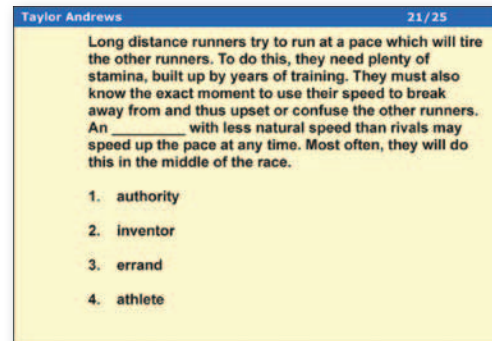 Taylor Andrews 21/25
Long distance runners try to run at a pace which will tire
the other runners. To do this, they need plenty of
stamina, built up by years of training. They must also
know the exact moment to use their speed to break
away from and thus upset or confuse the other runners.
An _________ with less natural speed than rivals may
speed up the pace at any time. Most often, they will do
this in the middle of the race.
1. authority
2. inventor
3. errand
4. athlete